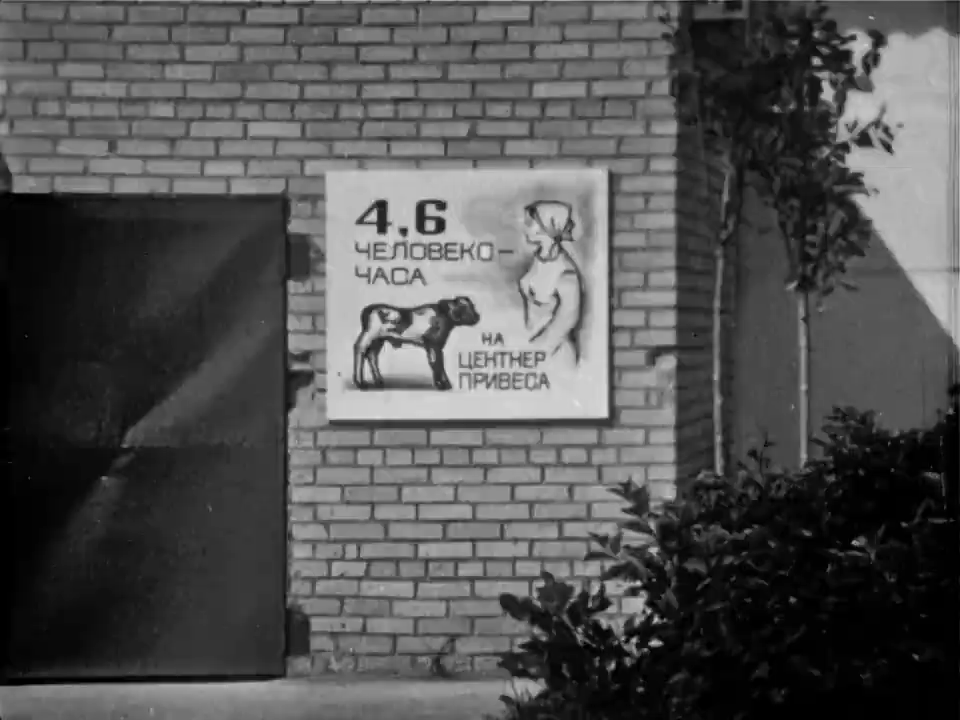 4,6
ЧЕЛОВЕКО-
ЧАСА
НА
ЦЕНТНЕР
ПРИВЕСА